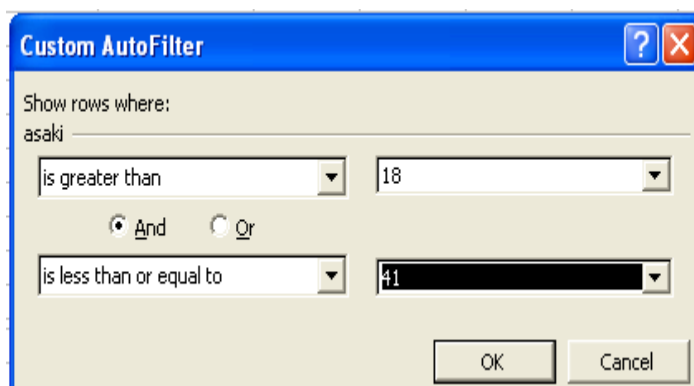 Custom AutoFilter
?
Show rows where:
asaki
is greater than 18
And Or
is less than or equal to 41
OK Cancel